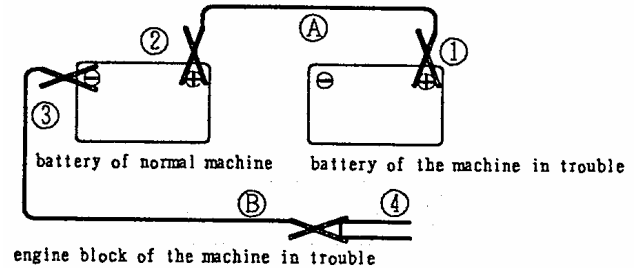 ② Ⓐ ①
⊖ ⊕ ⊖ ⊕
③
battery of normal machine battery of the machine in trouble
Ⓑ ④
engine block of the machine in trouble